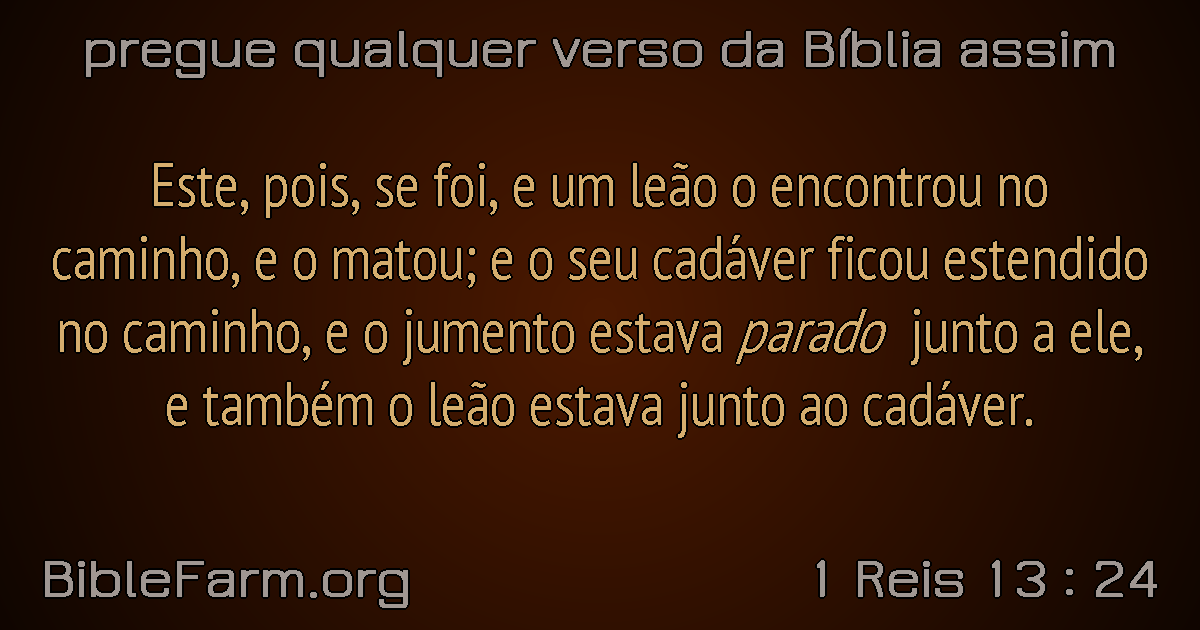 pregue qualquer verso da Bíblia assim
Este, pois, se foi, e um leão o encontrou no
caminho, e o matou; e o seu cadáver ficou estendido
no caminho, e o jumento estava parado junto a ele,
e também o leão estava junto ao cadáver.
BibleFarm.org
1 Reis 13 : 24